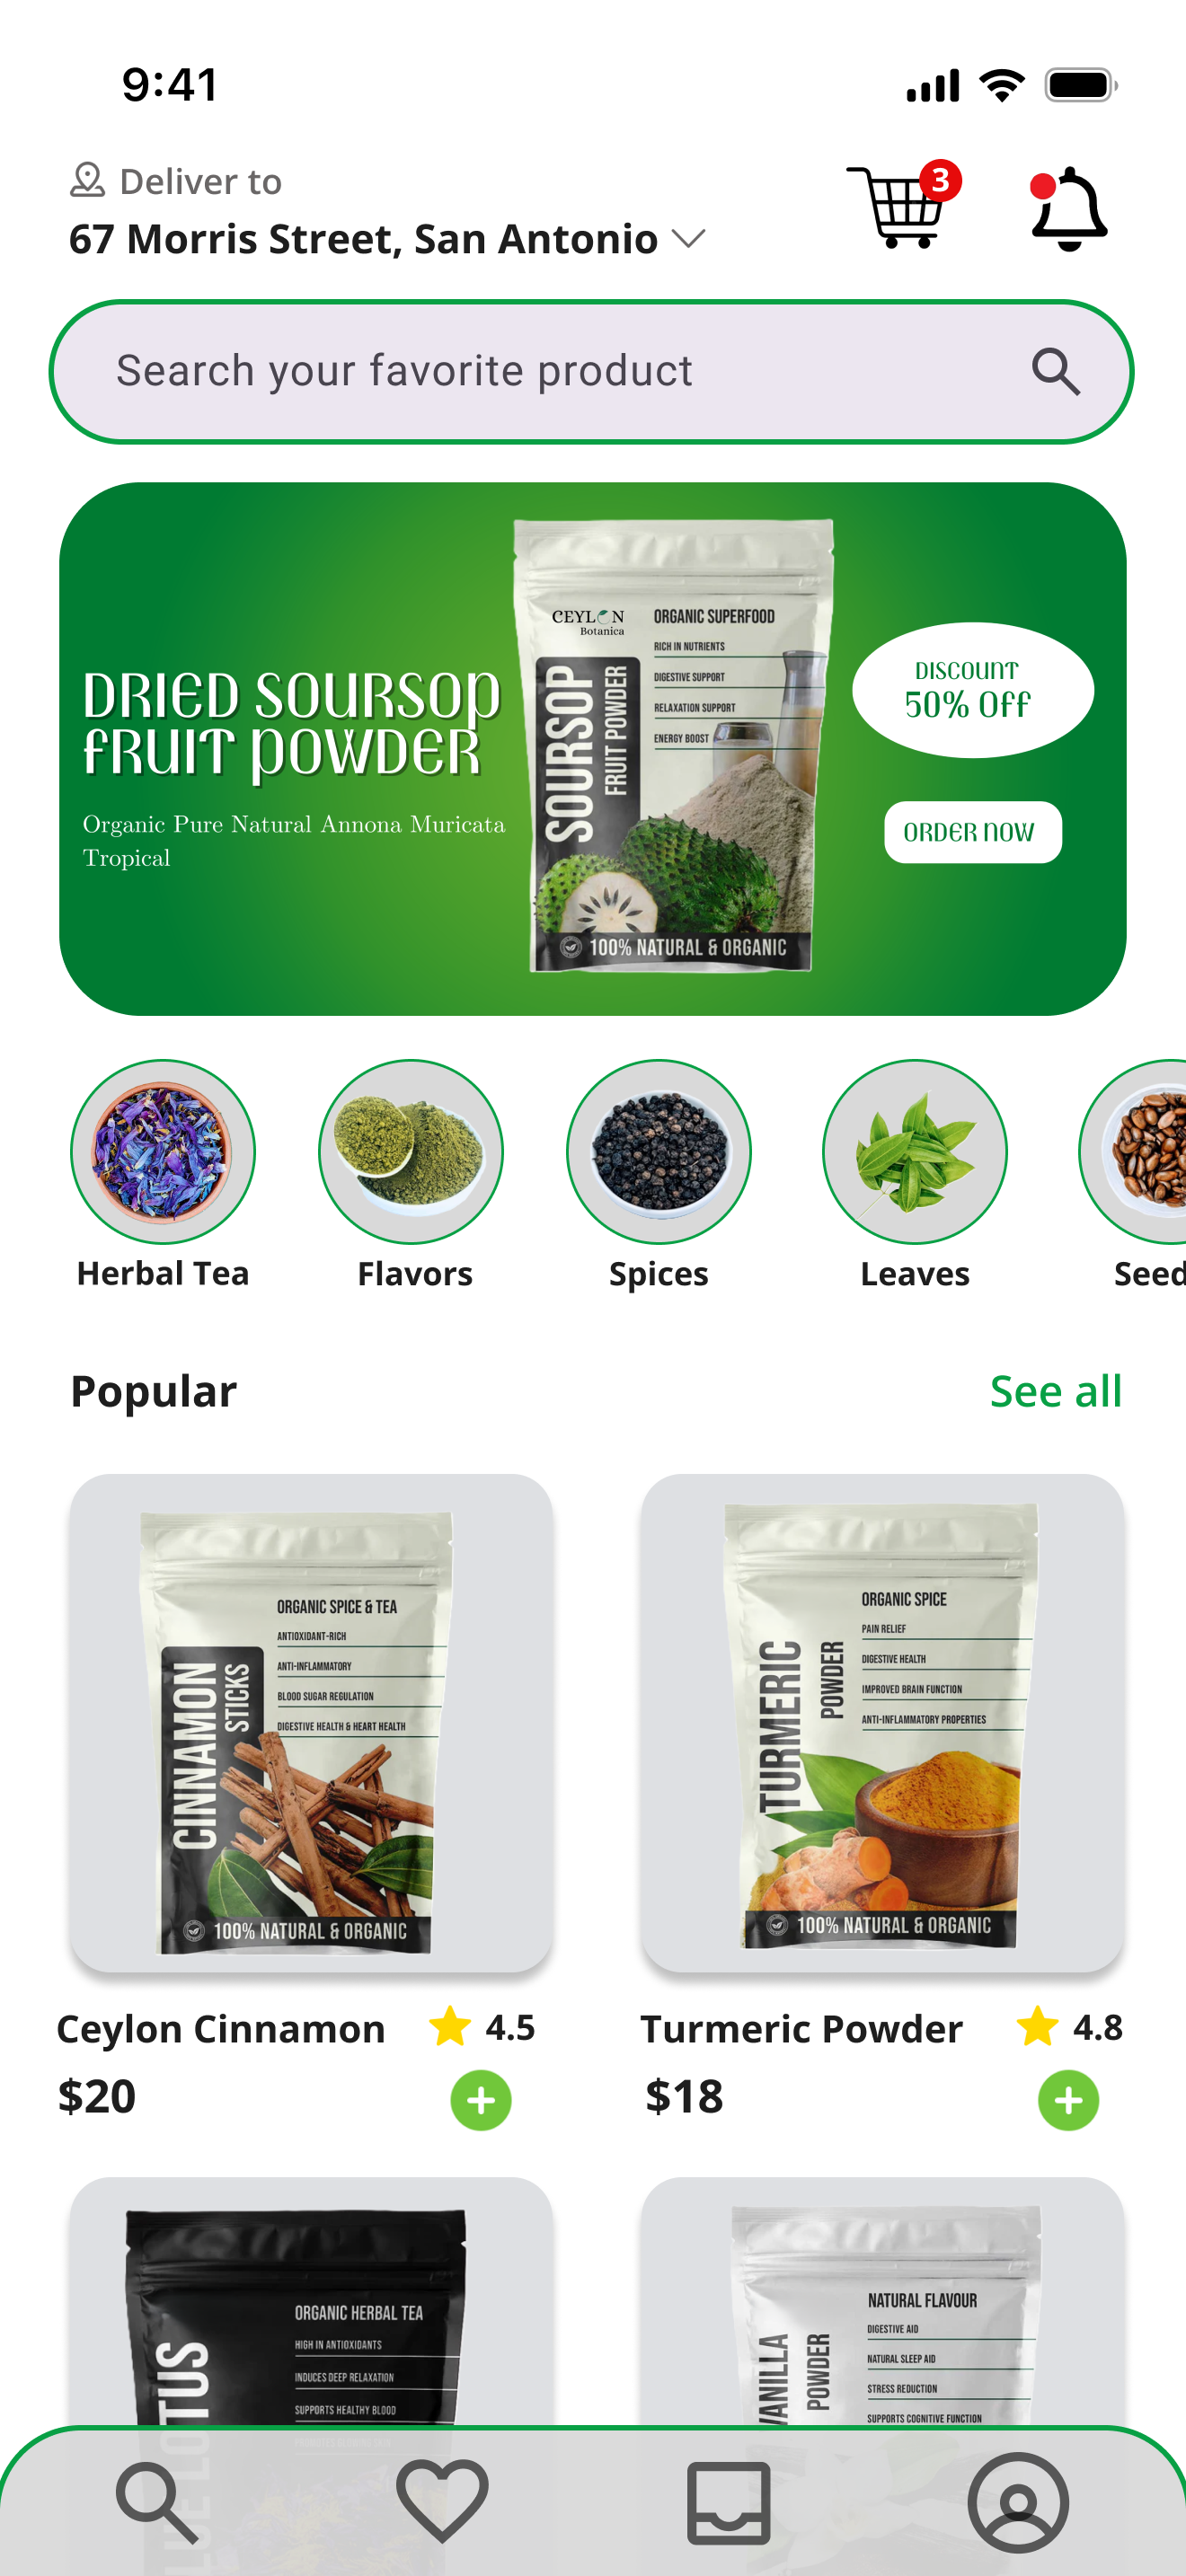 9:41
Deliver to
67 Morris Street, San Antonio
3
Search your favorite product
CEYLON
Botanica
ORGANIC SUPERFOOD
RICH IN NUTRIENTS
DIGESTIVE SUPPORT
RELAXATION SUPPORT
ENERGY BOOST
SOURSOP
FRUIT POWDER
100% NATURAL & ORGANIC
DRIED SOURSOP
FRUIT POWDER
Organic Pure Natural Annona Muricata
Tropical
DISCOUNT
50% Off
ORDER NOW
Herbal Tea
Flavors
Spices
Leaves
Seed
Popular
See all
ORGANIC SPICE & TEA
ANTIOXIDANT-RICH
ANTI-INFLAMMATORY
BLOOD SUGAR REGULATION
DIGESTIVE HEALTH & HEART HEALTH
CINNAMON
STICKS
100% NATURAL & ORGANIC
ORGANIC SPICE
PAIN RELIEF
DIGESTIVE HEALTH
IMPROVED BRAIN FUNCTION
ANTI-INFLAMMATORY PROPERTIES
TURMERIC
POWDER
100% NATURAL & ORGANIC
Ceylon Cinnamon
4.5
$20
Turmeric Powder
4.8
$18
ORGANIC HERBAL TEA
HIGH IN ANTIOXIDANTS
INDUCES DEEP RELAXATION
SUPPORTS HEALTHY BLOOD
LOTUS
NATURAL FLAVOUR
DIGESTIVE AID
NATURAL SLEEP AID
STRESS REDUCTION
SUPPORTS COGNITIVE FUNCTION
VANILLA
POWDER